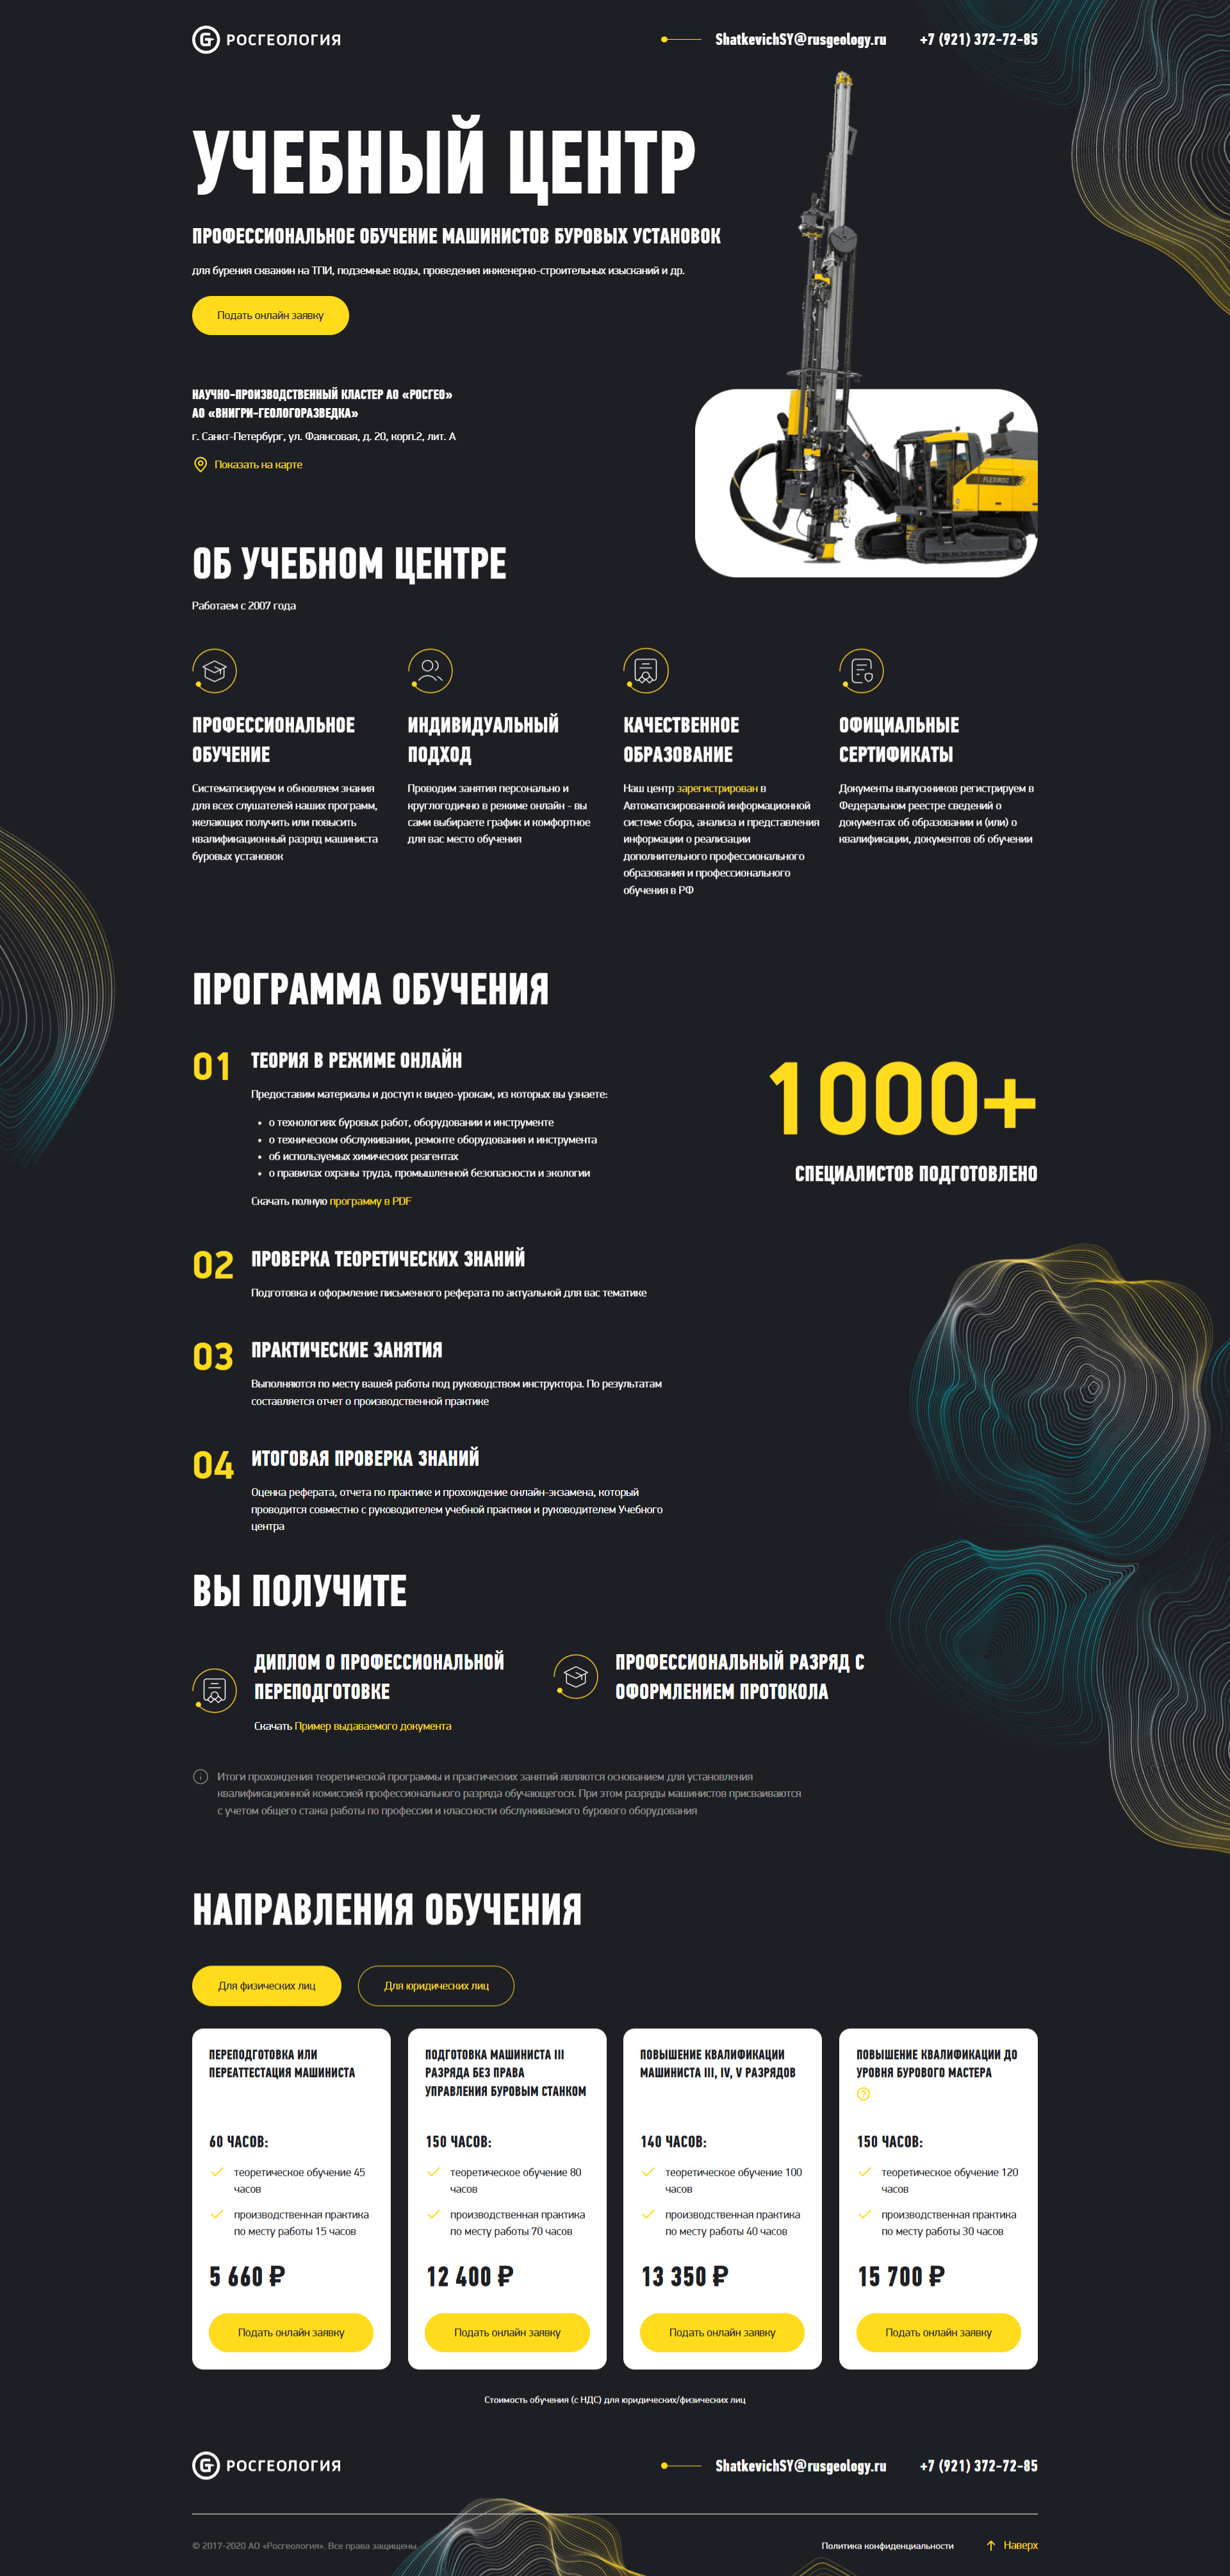 РОСГЕОЛОГИЯ
ShatkevichSY@rusgeology.ru
+7 (921) 372-72-85
УЧЕБНЫЙ ЦЕНТР
ПРОФЕССИОНАЛЬНОЕ ОБУЧЕНИЕ МАШИНИСТОВ БУРОВЫХ УСТАНОВОК
для бурения скважин на ТПИ, подземные воды, проведения инженерно-строительных изысканий и др.
Подать онлайн заявку
НАУЧНО-ПРОИЗВОДСТВЕННЫЙ КЛАСТЕР АО «РОСГЕО»
АО «ВНИГРИ-ГЕОЛОГОРАЗВЕДКА»
г. Санкт-Петербург, ул. Фаянсовая, д. 20, корп.2, лит. А
Показать на карте
FLEXIROC
ОБ УЧЕБНОМ ЦЕНТРЕ
Работаем с 2007 года
ПРОФЕССИОНАЛЬНОЕ
ОБУЧЕНИЕ
Систематизируем и обновляем знания
для всех слушателей наших программ,
желающих получить или повысить
квалификационный разряд машиниста
буровых установок
ИНДИВИДУАЛЬНЫЙ
ПОДХОД
Проводим занятия персонально и
круглогодично в режиме онлайн - вы
сами выбираете график и комфортное
для вас место обучения
КАЧЕСТВЕННОЕ
ОБРАЗОВАНИЕ
Наш центр зарегистрирован в
Автоматизированной информационной
системе сбора, анализа и представления
информации о реализации
дополнительного профессионального
образования и профессионального
обучения в РФ
ОФИЦИАЛЬНЫЕ
СЕРТИФИКАТЫ
Документы выпускников регистрируем в
Федеральном реестре сведений о
документах об образовании и (или) о
квалификации, документов об обучении
ПРОГРАММА ОБУЧЕНИЯ
01
ТЕОРИЯ В РЕЖИМЕ ОНЛАЙН
Предоставим материалы и доступ к видео-урокам, из которых вы узнаете:
• о технологиях буровых работ, оборудовании и инструменте
• о техническом обслуживании, ремонте оборудования и инструмента
• об используемых химических реагентах
• о правилах охраны труда, промышленной безопасности и экологии
Скачать полную программу в PDF
1000+
СПЕЦИАЛИСТОВ ПОДГОТОВЛЕНО
02
ПРОВЕРКА ТЕОРЕТИЧЕСКИХ ЗНАНИЙ
Подготовка и оформление письменного реферата по актуальной для вас тематике
03
ПРАКТИЧЕСКИЕ ЗАНЯТИЯ
Выполняются по месту вашей работы под руководством инструктора. По результатам
составляется отчет о производственной практике
04
ИТОГОВАЯ ПРОВЕРКА ЗНАНИЙ
Оценка реферата, отчета по практике и прохождение онлайн-экзамена, который
проводится совместно с руководителем учебной практики и руководителем Учебного
центра
ВЫ ПОЛУЧИТЕ
ДИПЛОМ О ПРОФЕССИОНАЛЬНОЙ
ПЕРЕПОДГОТОВКЕ
Скачать Пример выдаваемого документа
ПРОФЕССИОНАЛЬНЫЙ РАЗРЯД С
ОФОРМЛЕНИЕМ ПРОТОКОЛА
Итоги прохождения теоретической программы и практических занятий являются основанием для установления
квалификационной комиссией профессионального разряда обучающегося. При этом разряды машинистов присваиваются
с учетом общего стажа работы по профессии и классности обслуживаемого бурового оборудования
НАПРАВЛЕНИЯ ОБУЧЕНИЯ
Для физических лиц
Для юридических лиц
ПЕРЕПОДГОТОВКА ИЛИ
ПЕРЕАТТЕСТАЦИЯ МАШИНИСТА
60 ЧАСОВ:
теоретическое обучение 45
часов
производственная практика
по месту работы 15 часов
5 660 ₽
Подать онлайн заявку
ПОДГОТОВКА МАШИНИСТА III
РАЗРЯДА БЕЗ ПРАВА
УПРАВЛЕНИЯ БУРОВЫМ СТАНКОМ
150 ЧАСОВ:
теоретическое обучение 80
часов
производственная практика
по месту работы 70 часов
12 400 ₽
Подать онлайн заявку
ПОВЫШЕНИЕ КВАЛИФИКАЦИИ
МАШИНИСТА III, IV, V РАЗРЯДОВ
140 ЧАСОВ:
теоретическое обучение 100
часов
производственная практика
по месту работы 40 часов
13 350 ₽
Подать онлайн заявку
ПОВЫШЕНИЕ КВАЛИФИКАЦИИ ДО
УРОВНЯ БУРОВОГО МАСТЕРА
150 ЧАСОВ:
теоретическое обучение 120
часов
производственная практика
по месту работы 30 часов
15 700 ₽
Подать онлайн заявку
Стоимость обучения (с НДС) для юридических/физических лиц
РОСГЕОЛОГИЯ
ShatkevichSY@rusgeology.ru
+7 (921) 372-72-85
© 2017-2020 АО «Росгеология». Все права защищены.
Политика конфиденциальности
Наверх